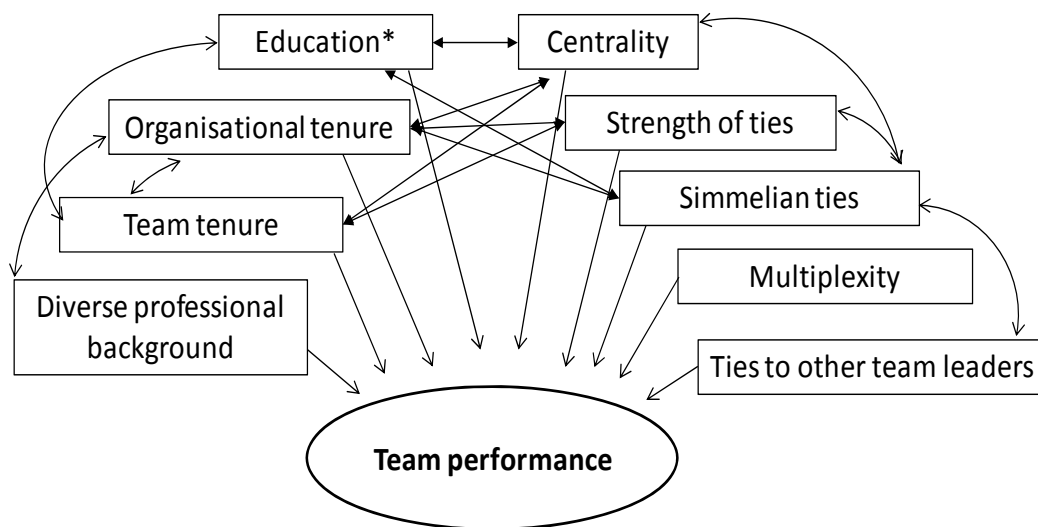 Education*
Centrality
Organisational tenure
Strength of ties
Team tenure
Simmelian ties
Multiplexity
Diverse professional
background
Ties to other team leaders
Team performance